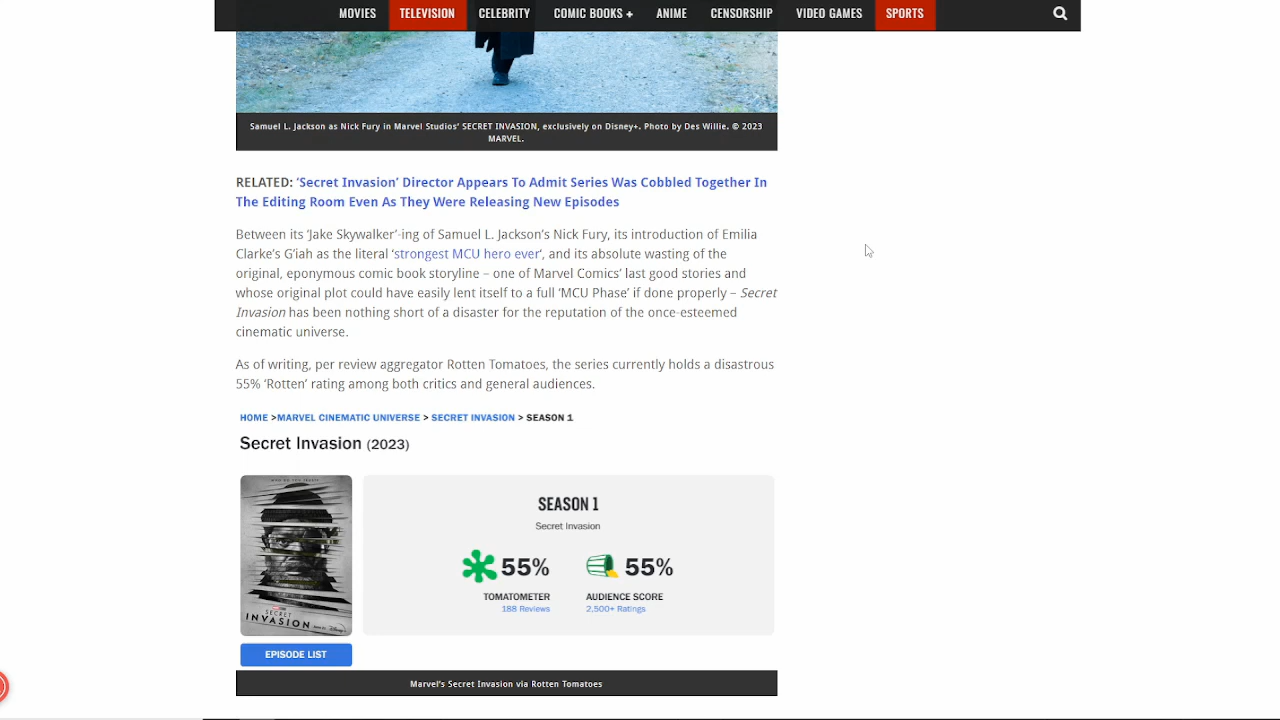 MOVIES TELEVISION CELEBRITY COMIC BOOKS + ANIME CENSORSHIP VIDEO GAMES SPORTS
Samuel L. Jackson as Nick Fury in Marvel Studios' SECRET INVASION, exclusively on Disney+. Photo by Des Willie. © 2023
MARVEL.
RELATED: ‘Secret Invasion’ Director Appears To Admit Series Was Cobbled Together In
The Editing Room Even As They Were Releasing New Episodes
Between its ‘Jake Skywalker’-ing of Samuel L. Jackson’s Nick Fury, its introduction of Emilia
Clarke’s G’iah as the literal ‘strongest MCU hero ever‘, and its absolute wasting of the
original, eponymous comic book storyline – one of Marvel Comics’ last good stories and
whose original plot could have easily lent itself to a full ‘MCU Phase’ if done properly – Secret
Invasion has been nothing short of a disaster for the reputation of the once-esteemed
cinematic universe.
As of writing, per review aggregator Rotten Tomatoes, the series currently holds a disastrous
55% ‘Rotten’ rating among both critics and general audiences.
HOME >MARVEL CINEMATIC UNIVERSE > SECRET INVASION > SEASON 1
Secret Invasion (2023)
SEASON 1
Secret Invasion
55% 55%
TOMATOMETER AUDIENCE SCORE
188 Reviews 2,500+ Ratings
SECRET
INVASION
EPISODE LIST
Marvel's Secret Invasion via Rotten Tomatoes